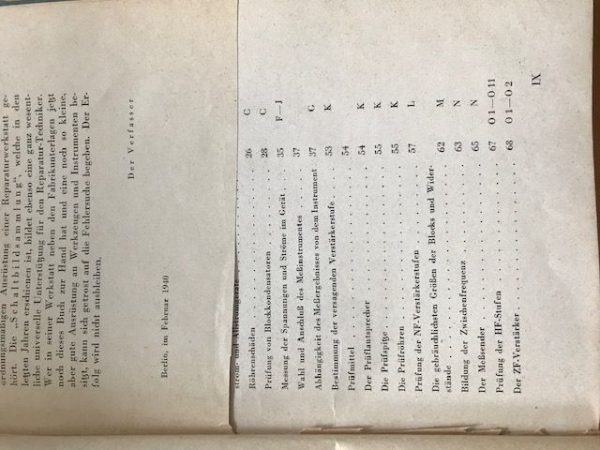 ordnungsmäßigen Ausrüstung einer Reparaturwerkstatt ge-
hört. Die „Schaltbildsammlung“, welche in den
letzten Jahren erschienen ist, bildet ebenso eine ganz wesent-
liche universelle Unterstützung für den Reparatur-Techniker.
Wer in seiner Werkstatt neben den Fabrikunterlagen jetzt
noch dieses Buch zur Hand hat und eine noch so kleine,
aber gute Ausrüstung an Werkzeugen und Instrumenten be-
sitzt, kann sich getrost auf die Fehlersuche begeben. Der Er-
folg wird nicht ausbleiben.
Der Verfasser
Berlin, im Februar 1940
Röhrenschäden . . . . . 26 C
Prüfung von Blockkondensatoren . . . . . 28 C
Messung der Spannungen und Ströme im Gerät . . . . . 35 F—J
Wahl und Anschluß des Meßinstrumentes . . . . . 37
Abhängigkeit des Meßergebnisses von dem Instrument 37 G
Bestimmung der versagenden Verstärkerstufe . . . . . 53 K
Prüfmittel . . . . . 54
Der Prüflautsprecher . . . . . 54 K
Die Prüfspitze . . . . . 55 K
Die Prüfröhren . . . . . 55 K
Prüfung der NF-Verstärkerstufen . . . . . 57 L
Die gebräuchlichsten Größen der Blocks und Wider-
stände . . . . . 62 M
Bildung der Zwischenfrequenz . . . . . 63 N
Der Meßsender . . . . . 65 N
Prüfung der HF-Stufen . . . . . 67 O 1—O 11
Der ZF-Verstärker . . . . . 68 O 1—O 2
IX